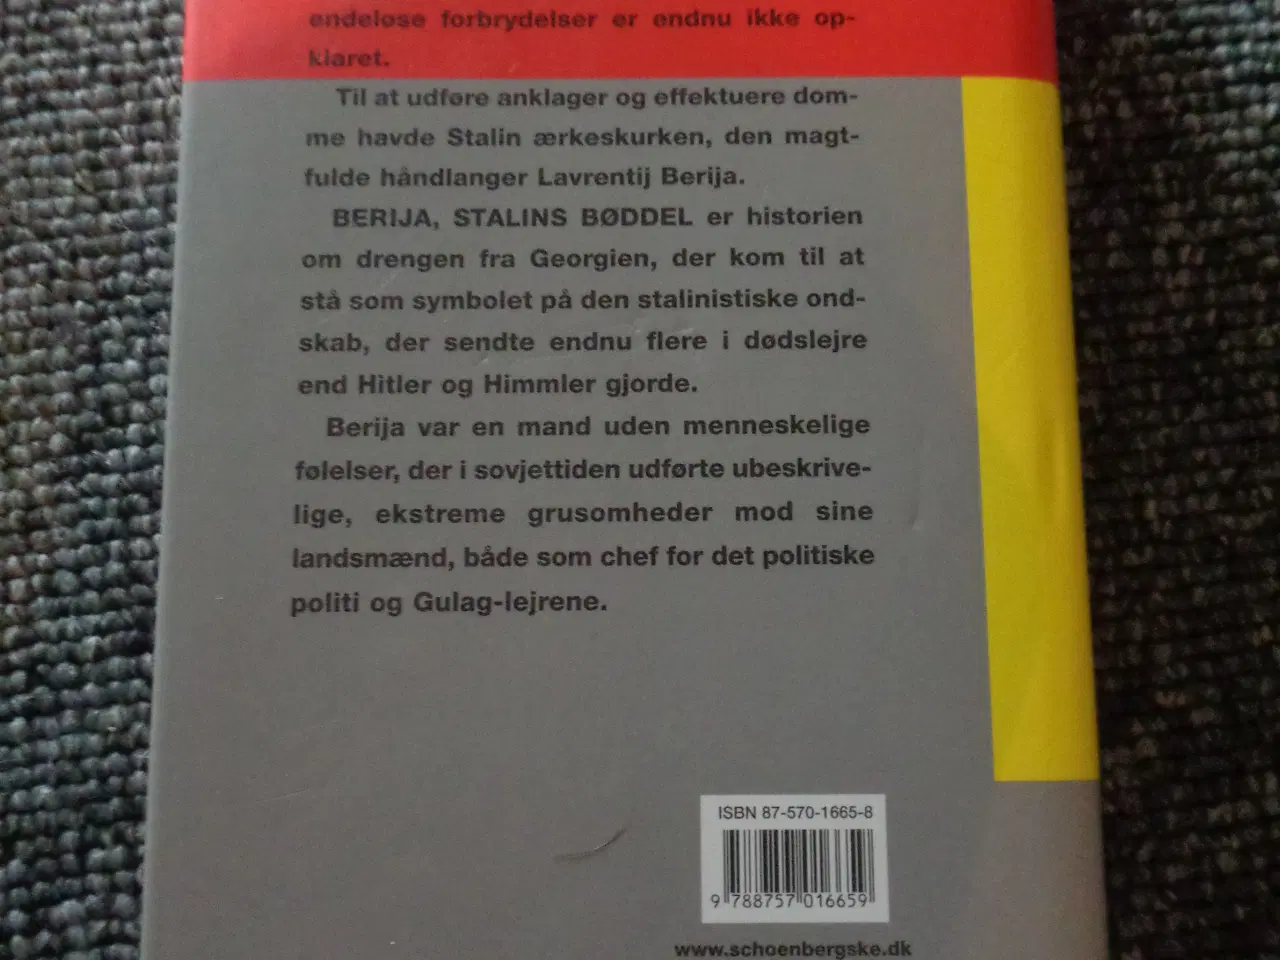 endeløse forbrydelser er endnu ikke op-
klaret.
Til at udføre anklager og effektuere dom-
me havde Stalin ærkeskurken, den magt-
fulde håndlanger Lavrentij Berija.
BERIJA, STALINS BØDDEL er historien
om drengen fra Georgien, der kom til at
stå som symbolet på den stalinistiske ond-
skab, der sendte endnu flere i dødslejre
end Hitler og Himmler gjorde.
Berija var en mand uden menneskelige
følelser, der i sovjettiden udførte ubeskrive-
lige, ekstreme grusomheder mod sine
landsmænd, både som chef for det politiske
politi og Gulag-lejrene.
ISBN 87-570-1665-8
9 788757 016659
www.schoenbergske.dk